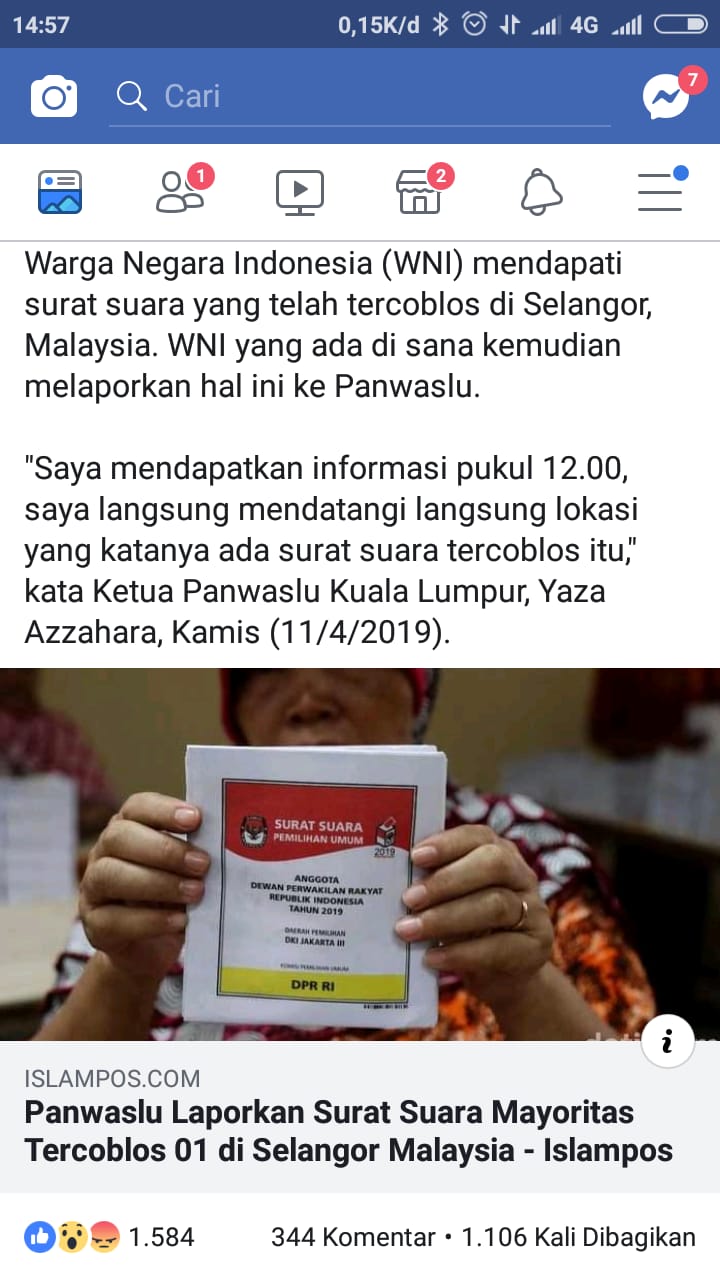 14:57
0,15K/d
4G
Cari
7
1
2
Warga Negara Indonesia (WNI) mendapati
surat suara yang telah tercoblos di Selangor,
Malaysia. WNI yang ada di sana kemudian
melaporkan hal ini ke Panwaslu.
"Saya mendapatkan informasi pukul 12.00,
saya langsung mendatangi langsung lokasi
yang katanya ada surat suara tercoblos itu,"
kata Ketua Panwaslu Kuala Lumpur, Yaza
Azzahara, Kamis (11/4/2019).
SURAT SUARA
PEMILIHAN UMUM
2019
ANGGOTA
DEWAN PERWAKILAN RAKYAT
REPUBLIK INDONESIA
TAHUN 2019
DAERAH PEMILIHAN
DKI JAKARTA III
KOMISI PEMILIHAN UMUM
DPR RI
i
ISLAMPOS.COM
Panwaslu Laporkan Surat Suara Mayoritas
Tercoblos 01 di Selangor Malaysia - Islampos
1.584
344 Komentar • 1.106 Kali Dibagikan